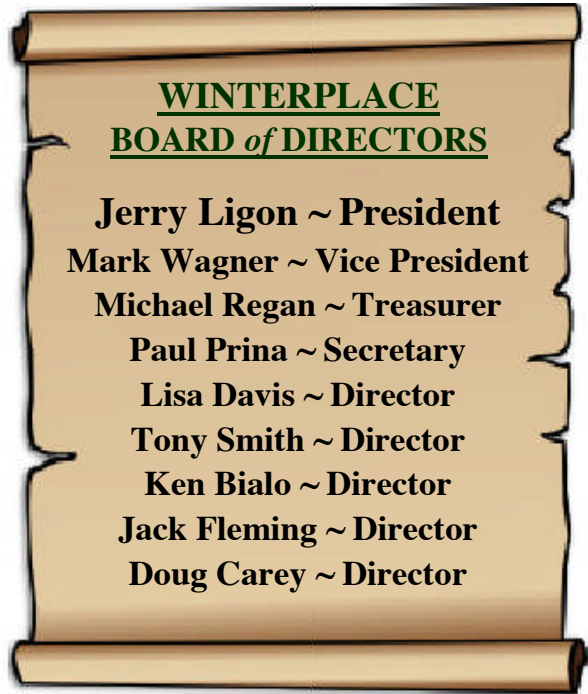 WINTERPLACE
BOARD of DIRECTORS
Jerry Ligon ~ President
Mark Wagner ~ Vice President
Michael Regan ~ Treasurer
Paul Prina ~ Secretary
Lisa Davis ~ Director
Tony Smith ~ Director
Ken Bialo ~ Director
Jack Fleming ~ Director
Doug Carey ~ Director